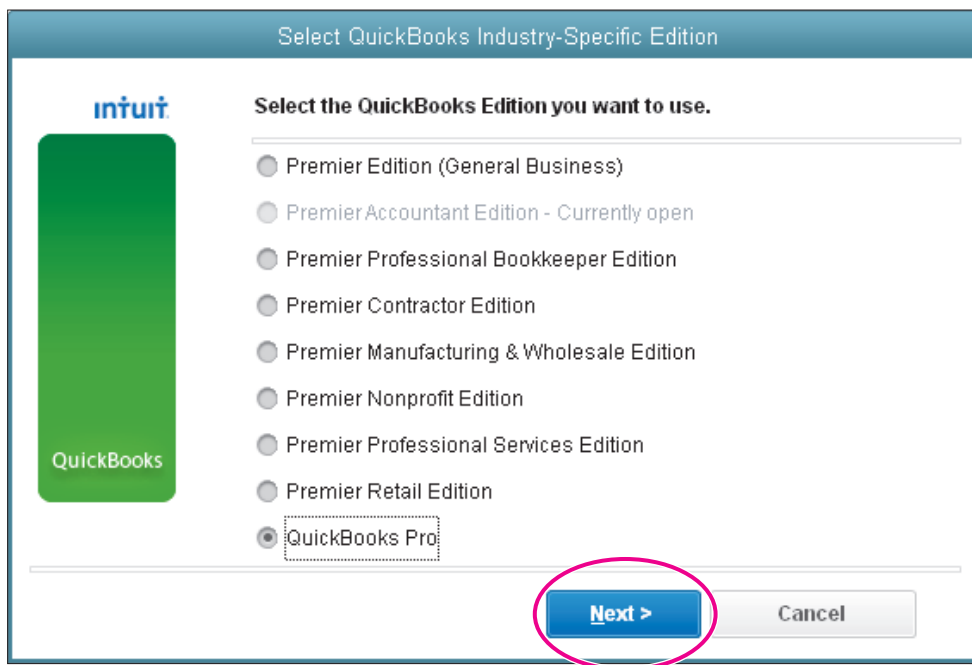 Select QuickBooks Industry-Specific Edition
intuit.
Select the QuickBooks Edition you want to use.
Premier Edition (General Business)
Premier Accountant Edition - Currently open
Premier Professional Bookkeeper Edition
Premier Contractor Edition
Premier Manufacturing & Wholesale Edition
Premier Nonprofit Edition
Premier Professional Services Edition
QuickBooks
Premier Retail Edition
QuickBooks Pro
Next >
Cancel